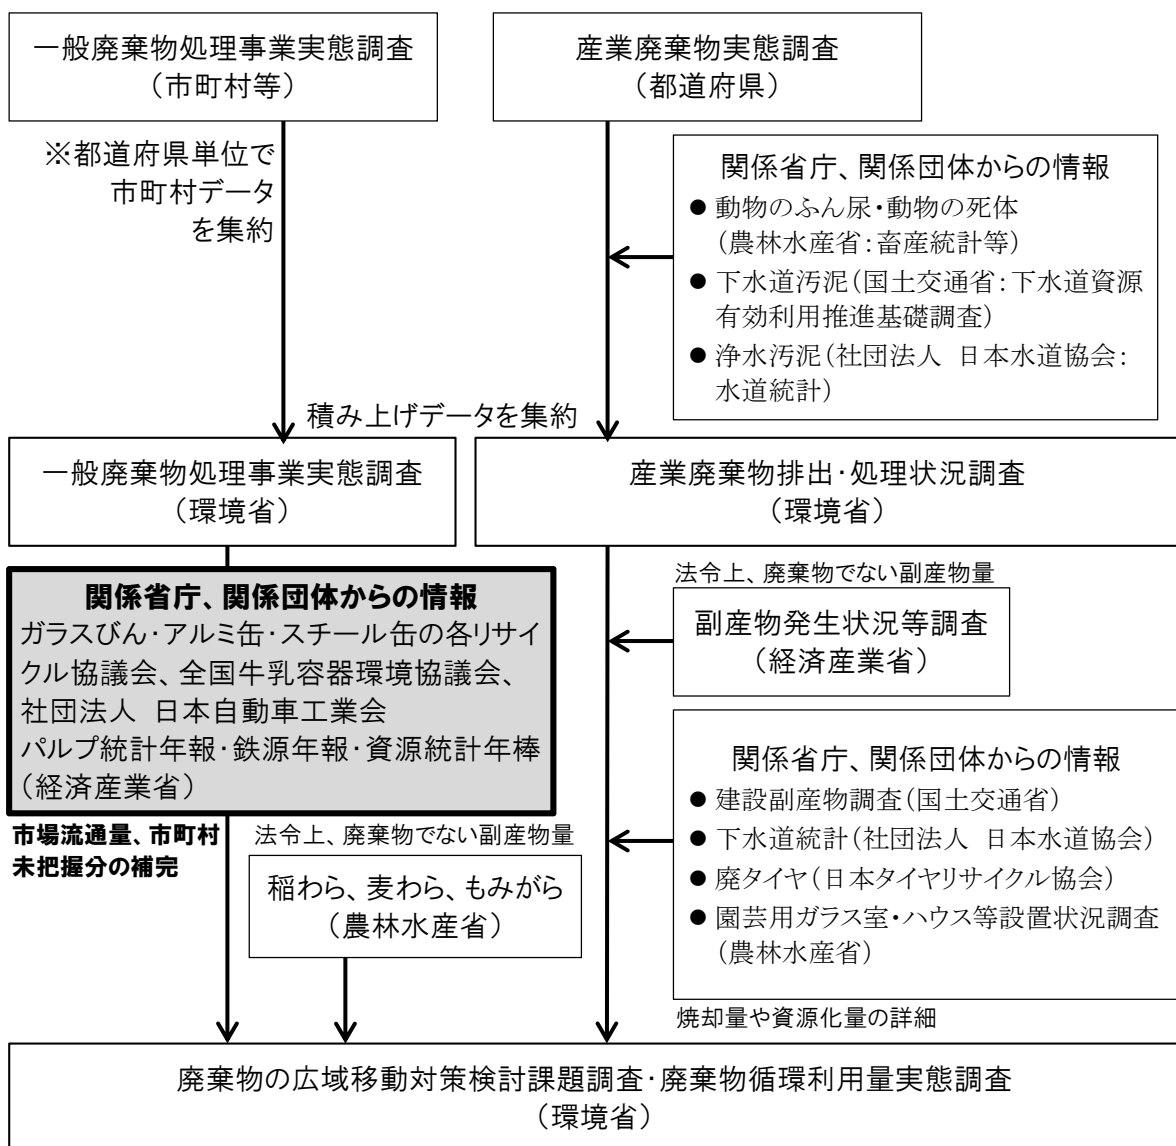 一般廃棄物処理事業実態調査
（市町村等）
産業廃棄物実態調査
（都道府県）
※都道府県単位で
市町村データ
を集約
関係省庁、関係団体からの情報
● 動物のふん尿・動物の死体
（農林水産省：畜産統計等）
● 下水道汚泥（国土交通省：下水道資源
有効利用推進基礎調査）
● 浄水汚泥（社団法人 日本水道協会：
水道統計）
積み上げデータを集約
一般廃棄物処理事業実態調査
（環境省）
産業廃棄物排出・処理状況調査
（環境省）
関係省庁、関係団体からの情報
ガラスびん・アルミ缶・スチール缶の各リサイ
クル協議会、全国牛乳容器環境協議会、
社団法人 日本自動車工業会
パルプ統計年報・鉄源年報・資源統計年棒
（経済産業省）
市場流通量、市町村
未把握分の補完
法令上、廃棄物でない副産物量
稲わら、麦わら、もみがら
（農林水産省）
法令上、廃棄物でない副産物量
副産物発生状況等調査
（経済産業省）
関係省庁、関係団体からの情報
● 建設副産物調査（国土交通省）
● 下水道統計（社団法人 日本水道協会）
● 廃タイヤ（日本タイヤリサイクル協会）
● 園芸用ガラス室・ハウス等設置状況調査
（農林水産省）
焼却量や資源化量の詳細
廃棄物の広域移動対策検討課題調査・廃棄物循環利用量実態調査
（環境省）